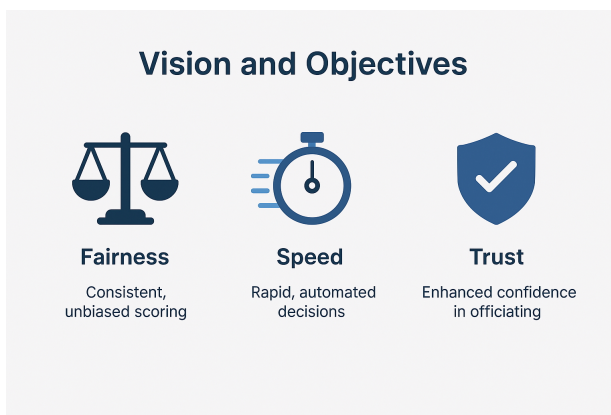 Vision and Objectives
Fairness
Consistent,
unbiased scoring
Speed
Rapid, automated
decisions
Trust
Enhanced confidence
in officiating